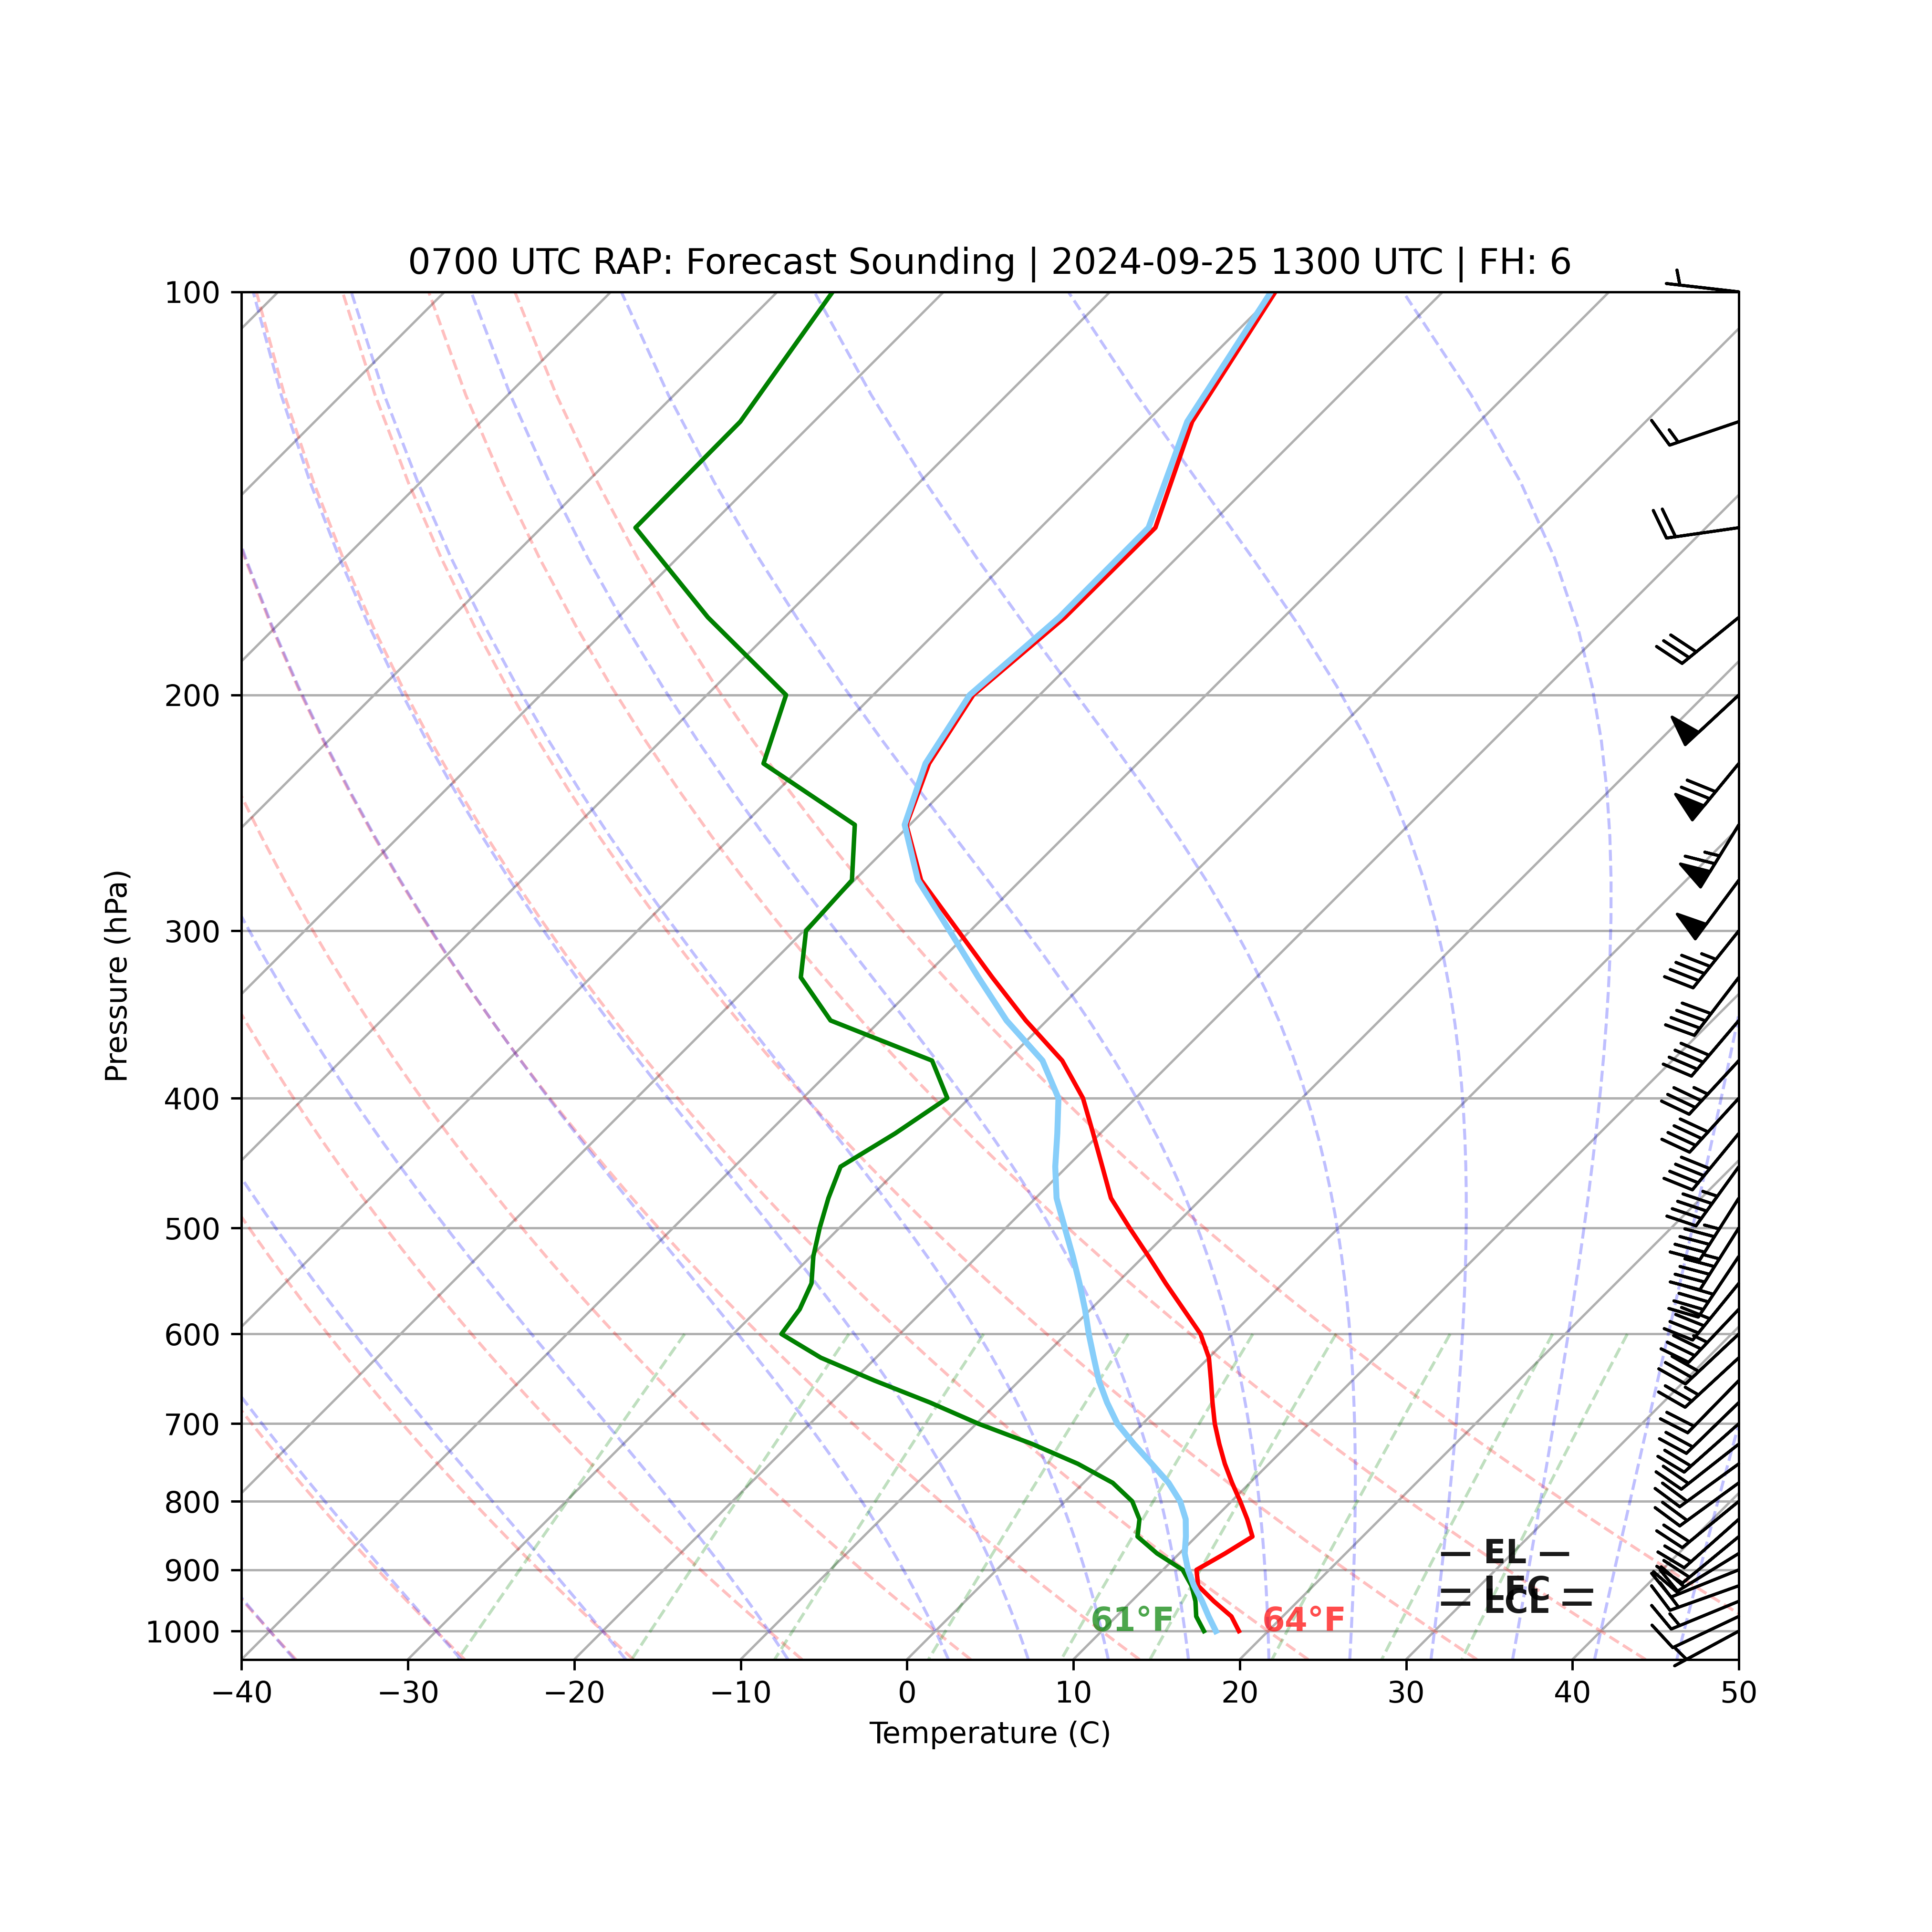 0700 UTC RAP: Forecast Sounding | 2024-09-25 1300 UTC | FH: 6
100
200
300
400
500
600
700
800
900
1000
Pressure (hPa)
— EL —
— LFC —
— LCL —
61°F
64°F
−40 −30 −20 −10 0 10 20 30 40 50
Temperature (C)